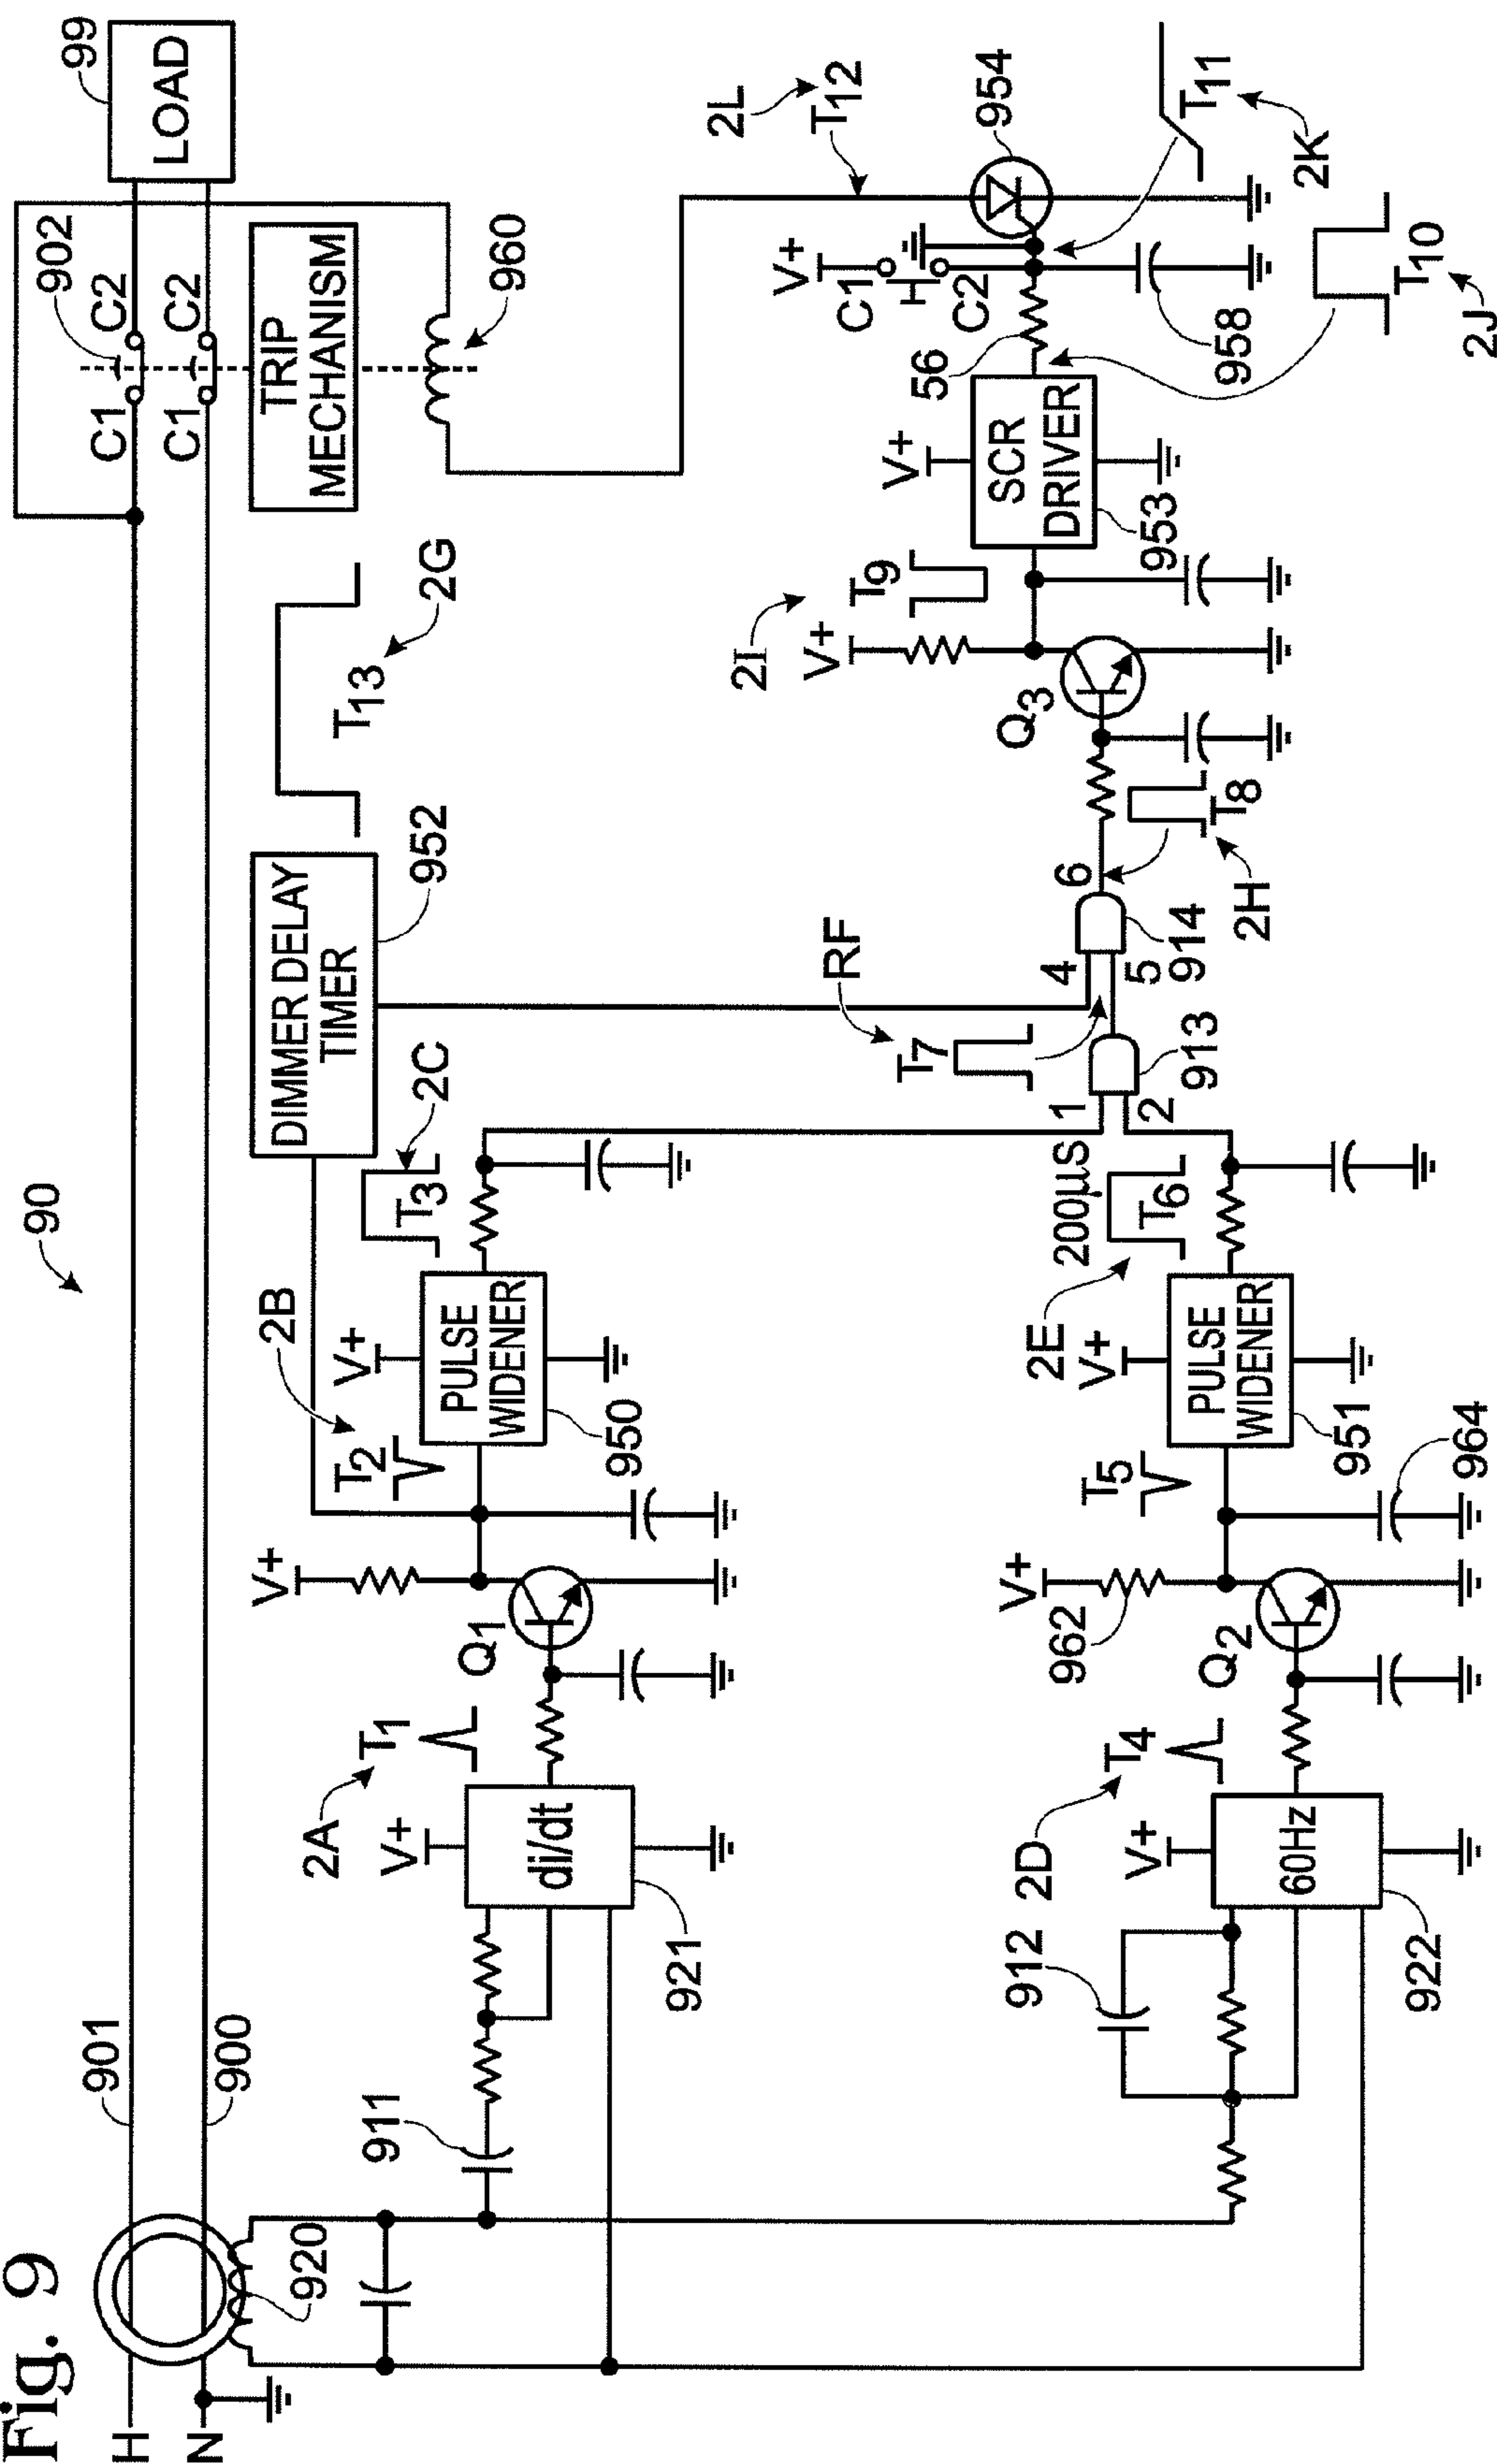 Fig. 9
90
H
N
901
900
920
902
C1
C2
C1
C2
99
LOAD
TRIP
MECHANISM
960
911
2A
T1
V+
di/dt
921
V+
Q1
2B
T2
V+
PULSE
WIDENER
950
2C
T3
DIMMER DELAY
TIMER
952
T13
2G
912
2D
T4
V+
60Hz
922
V+
962
Q2
T5
964
2E
V+
PULSE
WIDENER
951
200µS
T6
1
2
913
RF
T7
4
5
6
914
T8
2H
Q3
V+
2I
T9
V+
SCR
DRIVER
953
56
V+
C1
C2
958
954
2L
T12
T11
2K
T10
2J